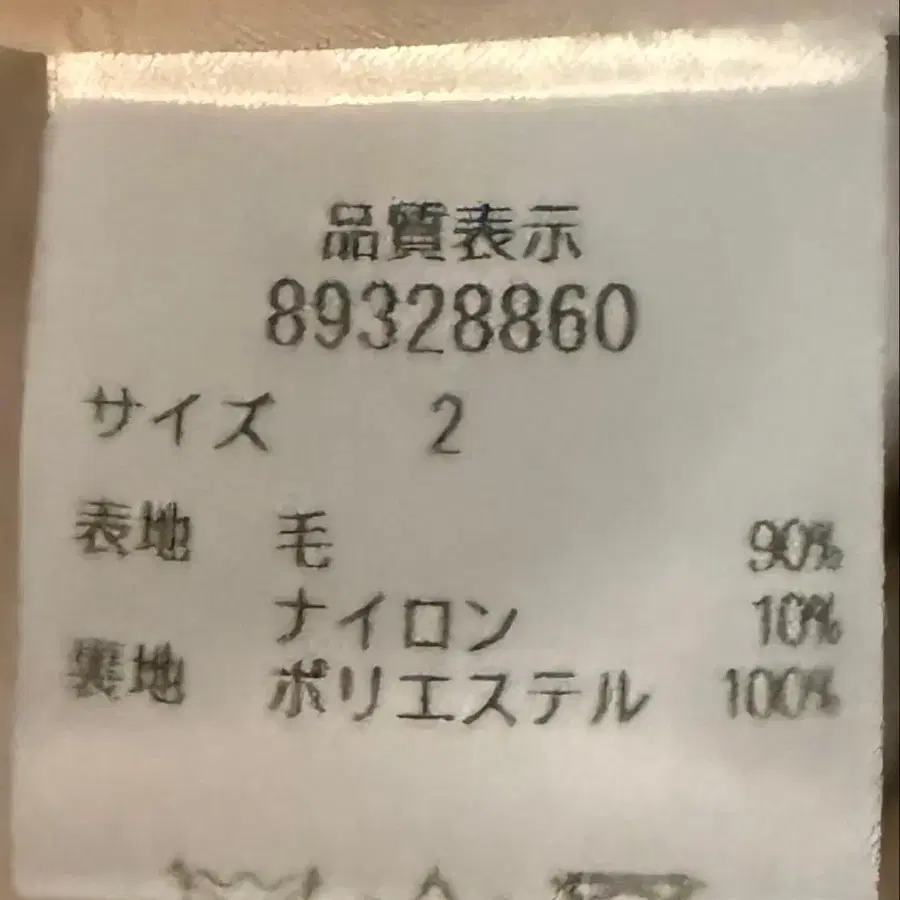 品質表示
89328860
サイズ 2
表地 毛 90%
ナイロン 10%
裏地 ポリエステル 100%